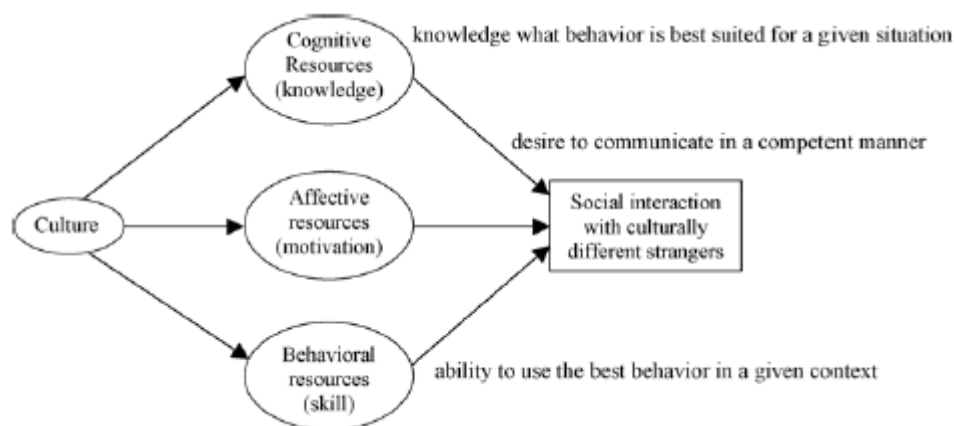 Cognitive
Resources
(knowledge)
knowledge what behavior is best suited for a given situation
desire to communicate in a competent manner
Culture
Affective
resources
(motivation)
Social interaction
with culturally
different strangers
Behavioral
resources
(skill)
ability to use the best behavior in a given context